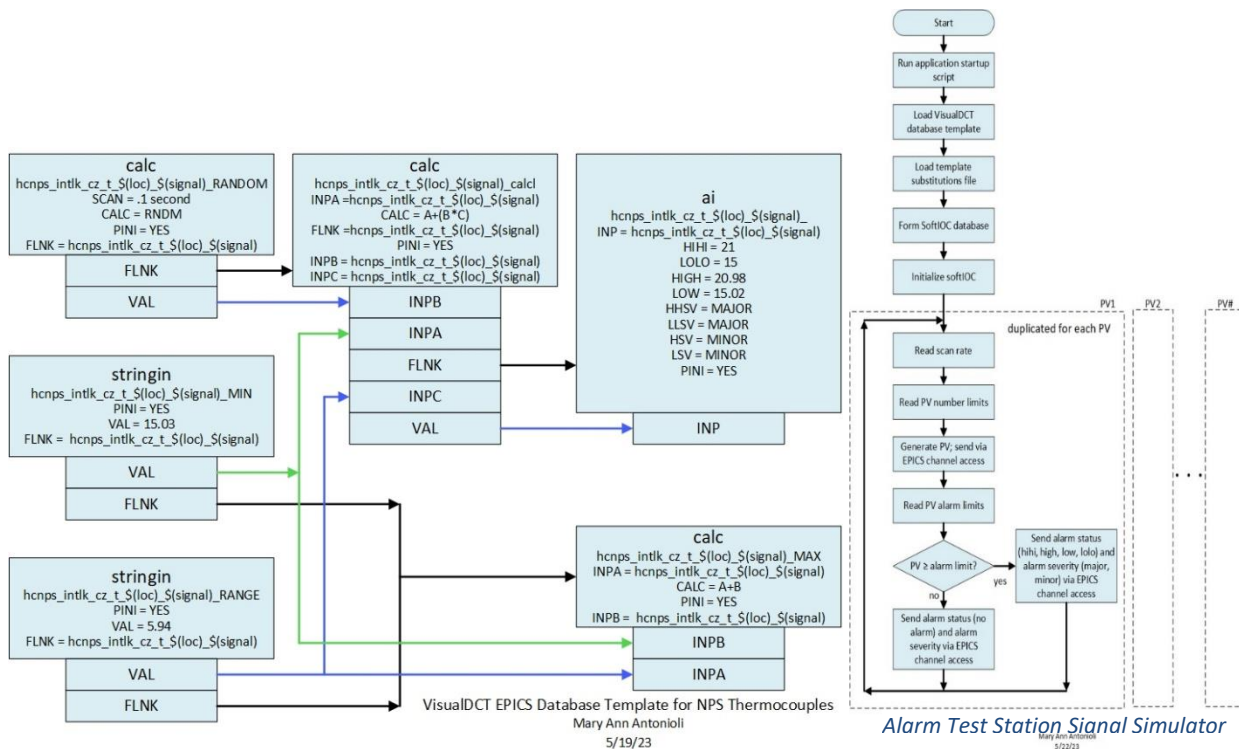 calc
hcnps_intlk_cz_t_$(loc)_$(signal)_RANDOM
SCAN = .1 second
CALC = RNDM
PINI = YES
FLNK = hcnps_intlk_cz_t_$(loc)_$(signal)
FLNK
VAL
stringin
hcnps_intlk_cz_t_$(loc)_$(signal)_MIN
PINI = YES
VAL = 15.03
FLNK = hcnps_intlk_cz_t_$(loc)_$(signal)
VAL
FLNK
stringin
hcnps_intlk_cz_t_$(loc)_$(signal)_RANGE
PINI = YES
VAL = 5.94
FLNK = hcnps_intlk_cz_t_$(loc)_$(signal)
VAL
FLNK
calc
hcnps_intlk_cz_t_$(loc)_$(signal)_calcl
INPA =hcnps_intlk_cz_t_$(loc)_$(signal)
CALC = A+(B*C)
FLNK =hcnps_intlk_cz_t_$(loc)_$(signal)
PINI = YES
INPB = hcnps_intlk_cz_t_$(loc)_$(signal)
INPC = hcnps_intlk_cz_t_$(loc)_$(signal)
INPB
INPA
FLNK
INPC
VAL
ai
hcnps_intlk_cz_t_$(loc)_$(signal)_
INP = hcnps_intlk_cz_t_$(loc)_$(signal)
HIHI = 21
LOLO = 15
HIGH = 20.98
LOW = 15.02
HHSV = MAJOR
LLSV = MAJOR
HSV = MINOR
LSV = MINOR
PINI = YES
INP
calc
hcnps_intlk_cz_t_$(loc)_$(signal)_MAX
INPA = hcnps_intlk_cz_t_$(loc)_$(signal)
CALC = A+B
PINI = YES
INPB = hcnps_intlk_cz_t_$(loc)_$(signal)
INPB
INPA
VisualDCT EPICS Database Template for NPS Thermocouples
Mary Ann Antonioli
5/19/23
Start
Run application startup
script
Load VisualDCT
database template
Load template
substitutions file
Form SoftIOC database
Initialize softIOC
PV1
PV2
PV#
duplicated for each PV
Read scan rate
Read PV number limits
Generate PV; send via
EPICS channel access
Read PV alarm limits
PV ≥ alarm limit?
yes
no
Send alarm status
(hihi, high, low, lolo) and
alarm severity (major,
minor) via EPICS
channel access
Send alarm status (no
alarm) and alarm
severity via EPICS
channel access
...
Alarm Test Station Signal Simulator
Mary Ann Antonioli
5/22/23